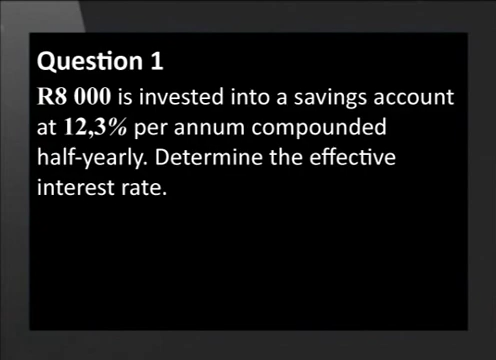 Question 1
R8 000 is invested into a savings account
at 12,3% per annum compounded
half-yearly. Determine the effective
interest rate.